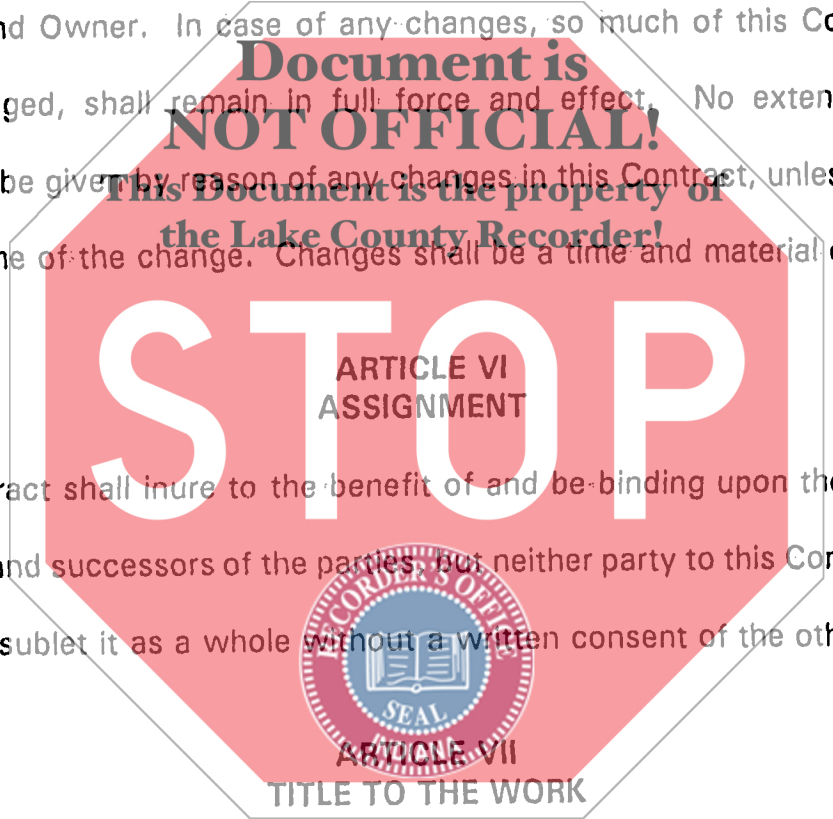 nd Owner. In case of any changes, so much of this Co
Document is
ged, shall remain in full force and effect. No exten
NOT OFFICIAL!
be given by reason of any changes in this Contract, unles
This Document is the property of
the Lake County Recorder!
of the change. Changes shall be a time and material
STOP
ARTICLE VI
ASSIGNMENT
ract shall inure to the benefit of and be binding upon the
nd successors of the parties, but neither party to this Con
RECORDER'S OFFICE
sublet it as a whole without a written consent of the oth
SEAL
INDIANA
ARTICLE VII
TITLE TO THE WORK